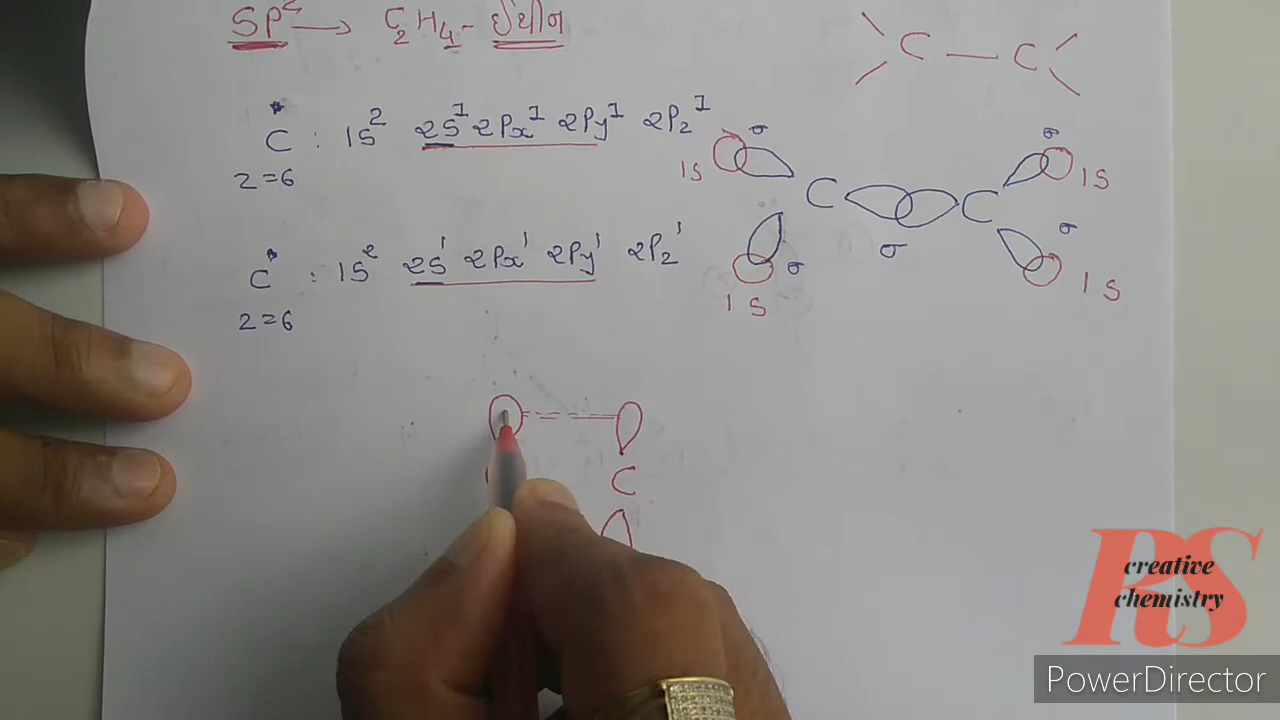 SP² → C₂H₄ - ઈથીન
C — C
C* : 1S² 2S¹ 2Px¹ 2Py¹ 2Pz¹
Z=6
σ
1S
σ
1S
C C
σ
σ
1S
σ
1S
C* : 1S² 2S¹ 2Px¹ 2Py¹ 2Pz¹
Z=6
C
RS
creative
chemistry
PowerDirector